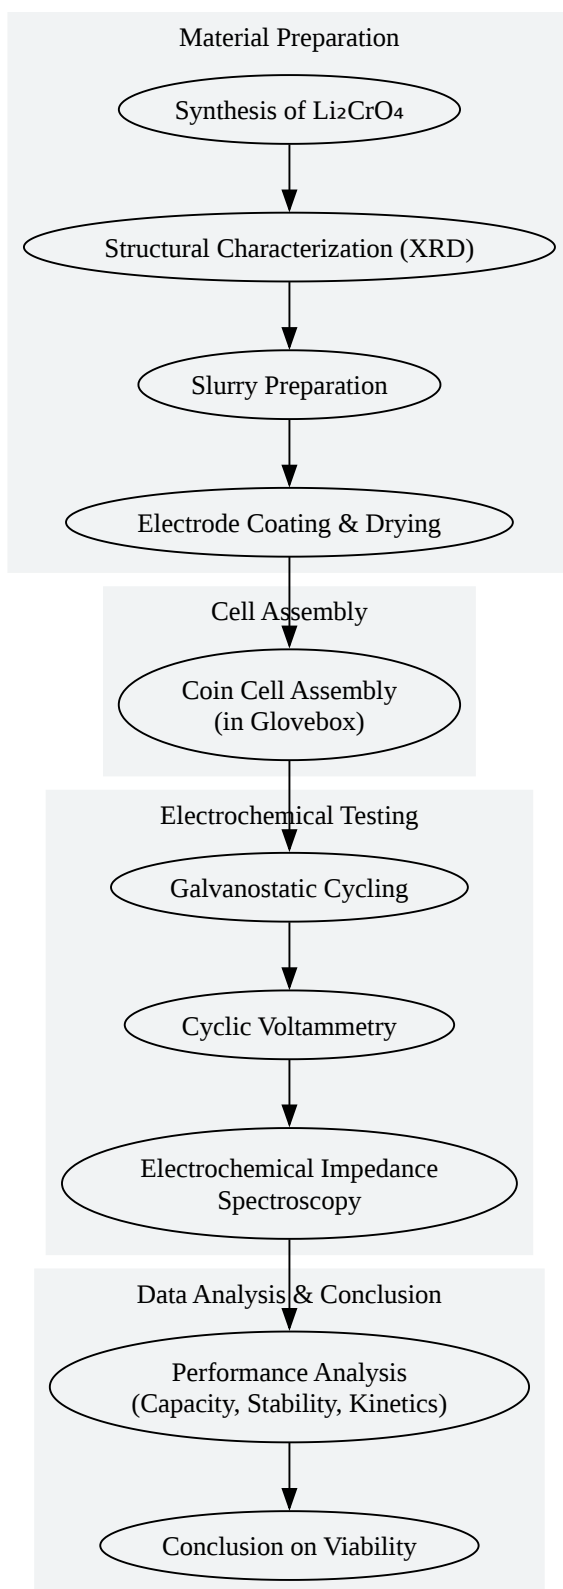 Material Preparation
Synthesis of Li₂CrO₄
Structural Characterization (XRD)
Slurry Preparation
Electrode Coating & Drying
Cell Assembly
Coin Cell Assembly
(in Glovebox)
Electrochemical Testing
Galvanostatic Cycling
Cyclic Voltammetry
Electrochemical Impedance
Spectroscopy
Data Analysis & Conclusion
Performance Analysis
(Capacity, Stability, Kinetics)
Conclusion on Viability